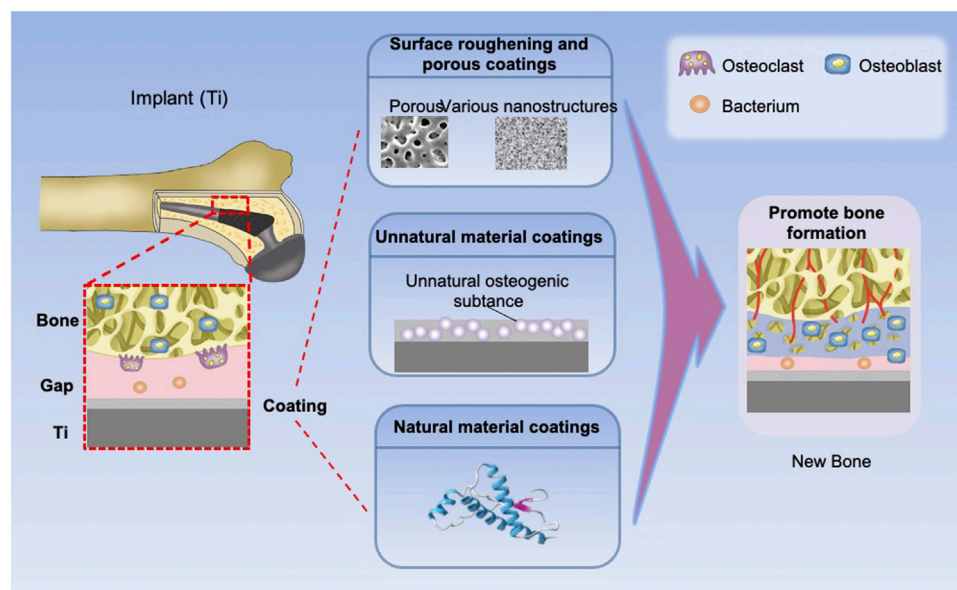 Surface roughening and
porous coatings
Porous
Various nanostructures
Osteoclast
Osteoblast
Bacterium
Implant (Ti)
Unnatural material coatings
Unnatural osteogenic
subtance
Promote bone
formation
Bone
Gap
Ti
Coating
Natural material coatings
New Bone